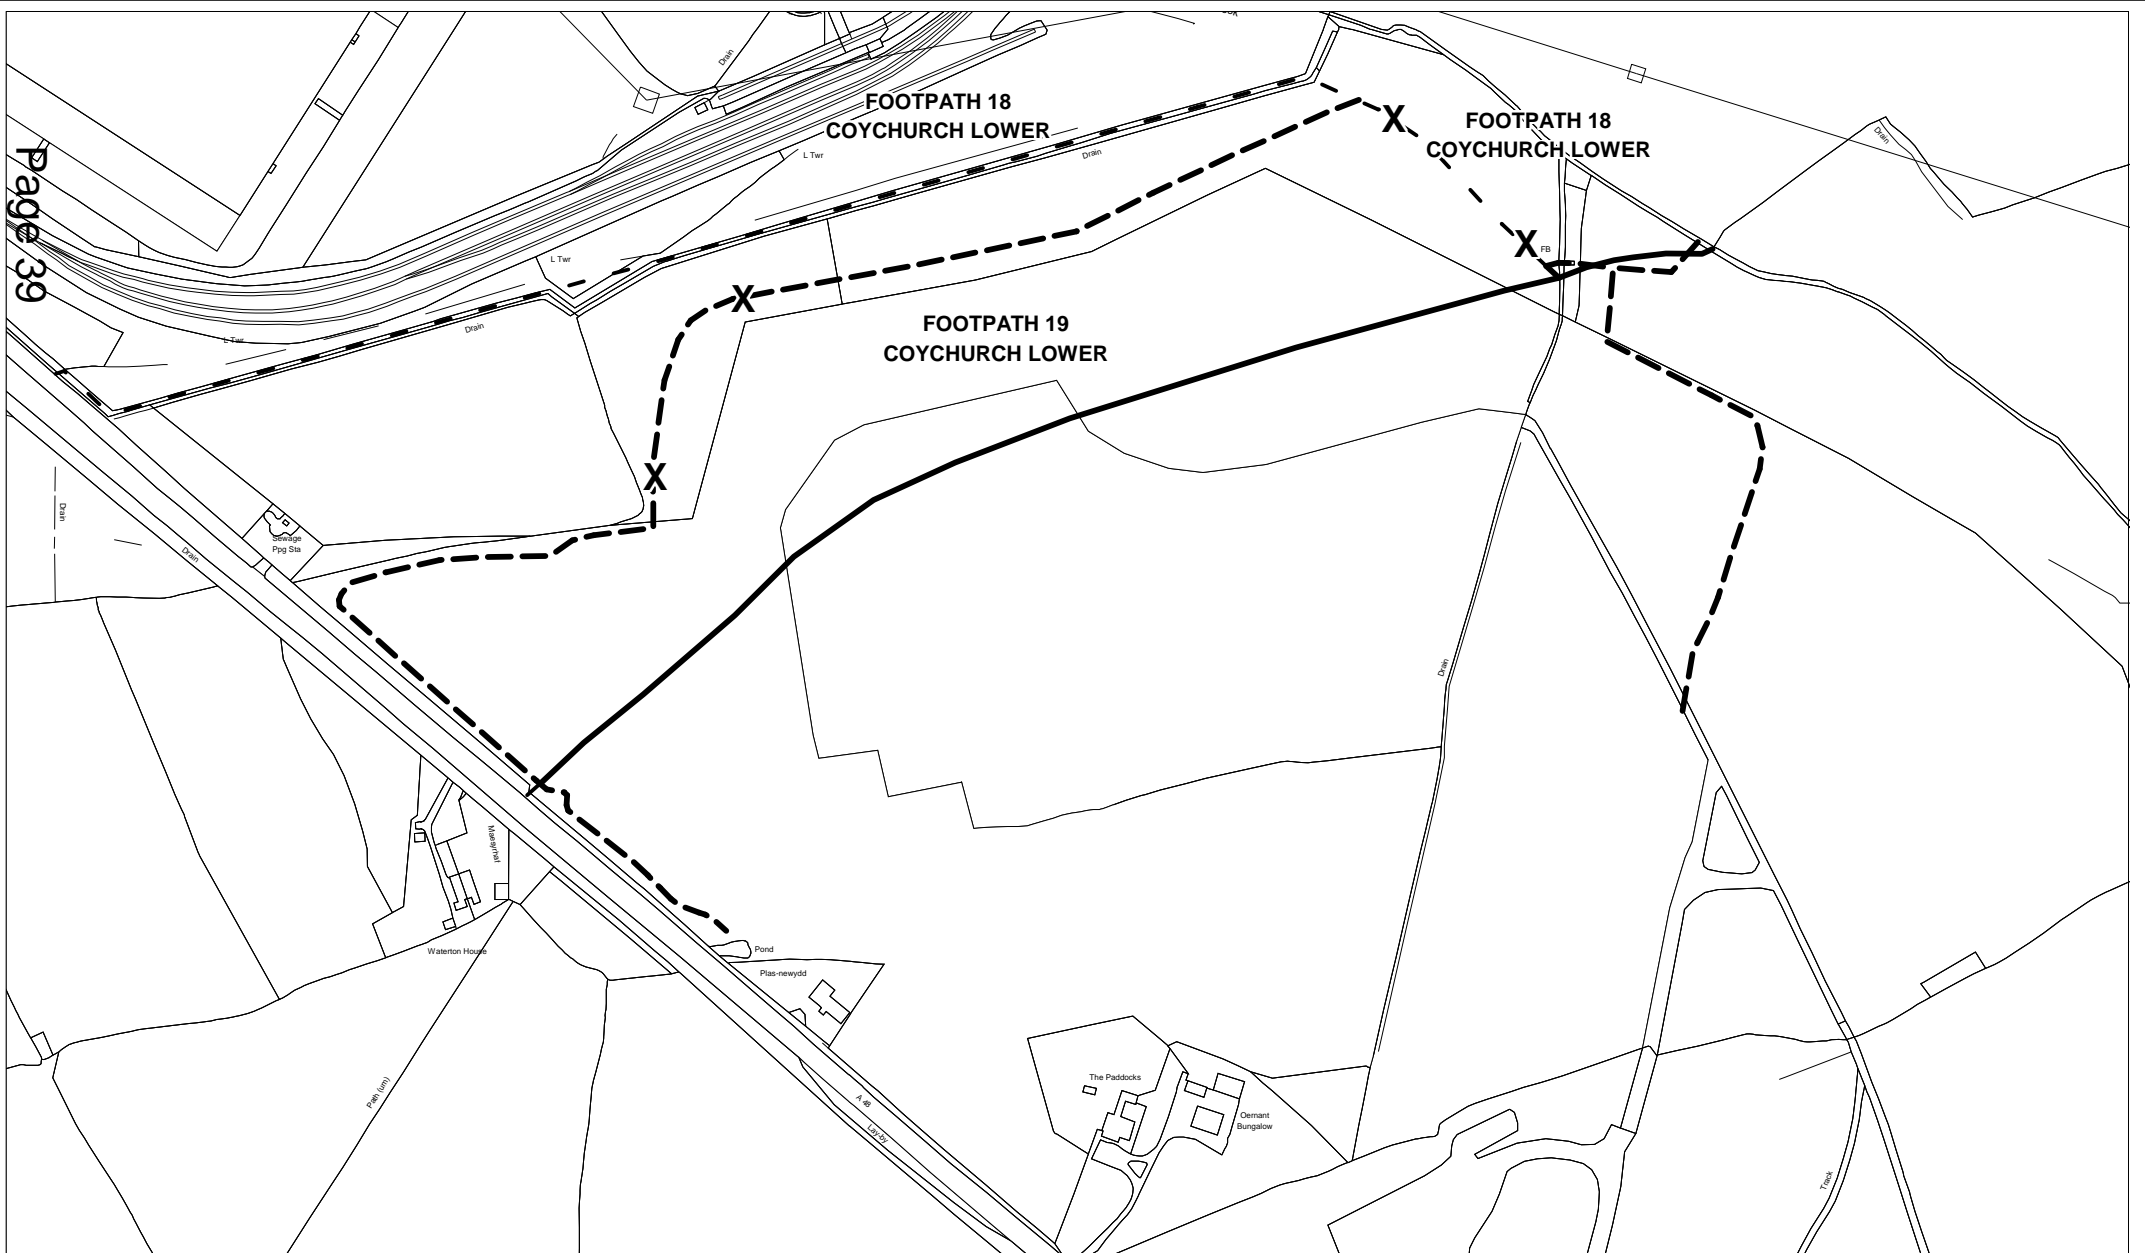 Drain
FOOTPATH 18
COYCHURCH LOWER
FOOTPATH 18
COYCHURCH LOWER
Drain
X
L Twr
Drain
Page 39
L Twr
X
FB
X
FOOTPATH 19
COYCHURCH LOWER
Drain
L Twr
X
Drain
Sewage
Ppg Sta
Drain
Drain
Maesyrhaf
Waterton House
Pond
Plas-newydd
Path (um)
A 48
Lay-by
The Paddocks
Oernant
Bungalow
Track